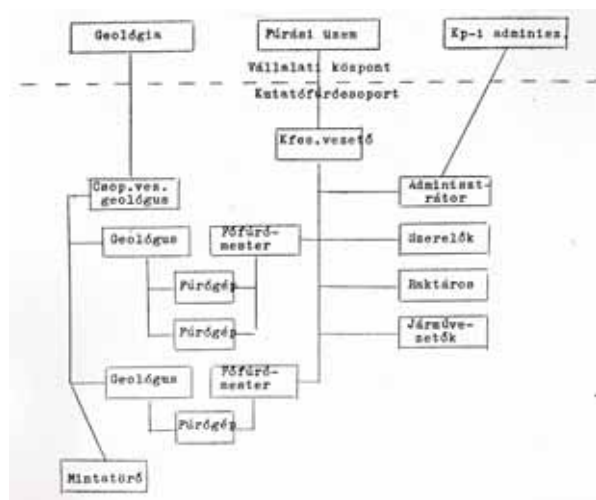 Geológia
Fúrási üzem
Kp-i adminisz.
Vállalati központ
Kutatófúrócsoport
Kfcs.vezető
Csop.vez.
geológus
Adminiszt-
rátor
Geológus
Főfúró-
mester
Szerelők
Fúrógép
Raktáros
Fúrógép
Járműve-
zetők
Geológus
Főfúró-
mester
Fúrógép
Mintatörő